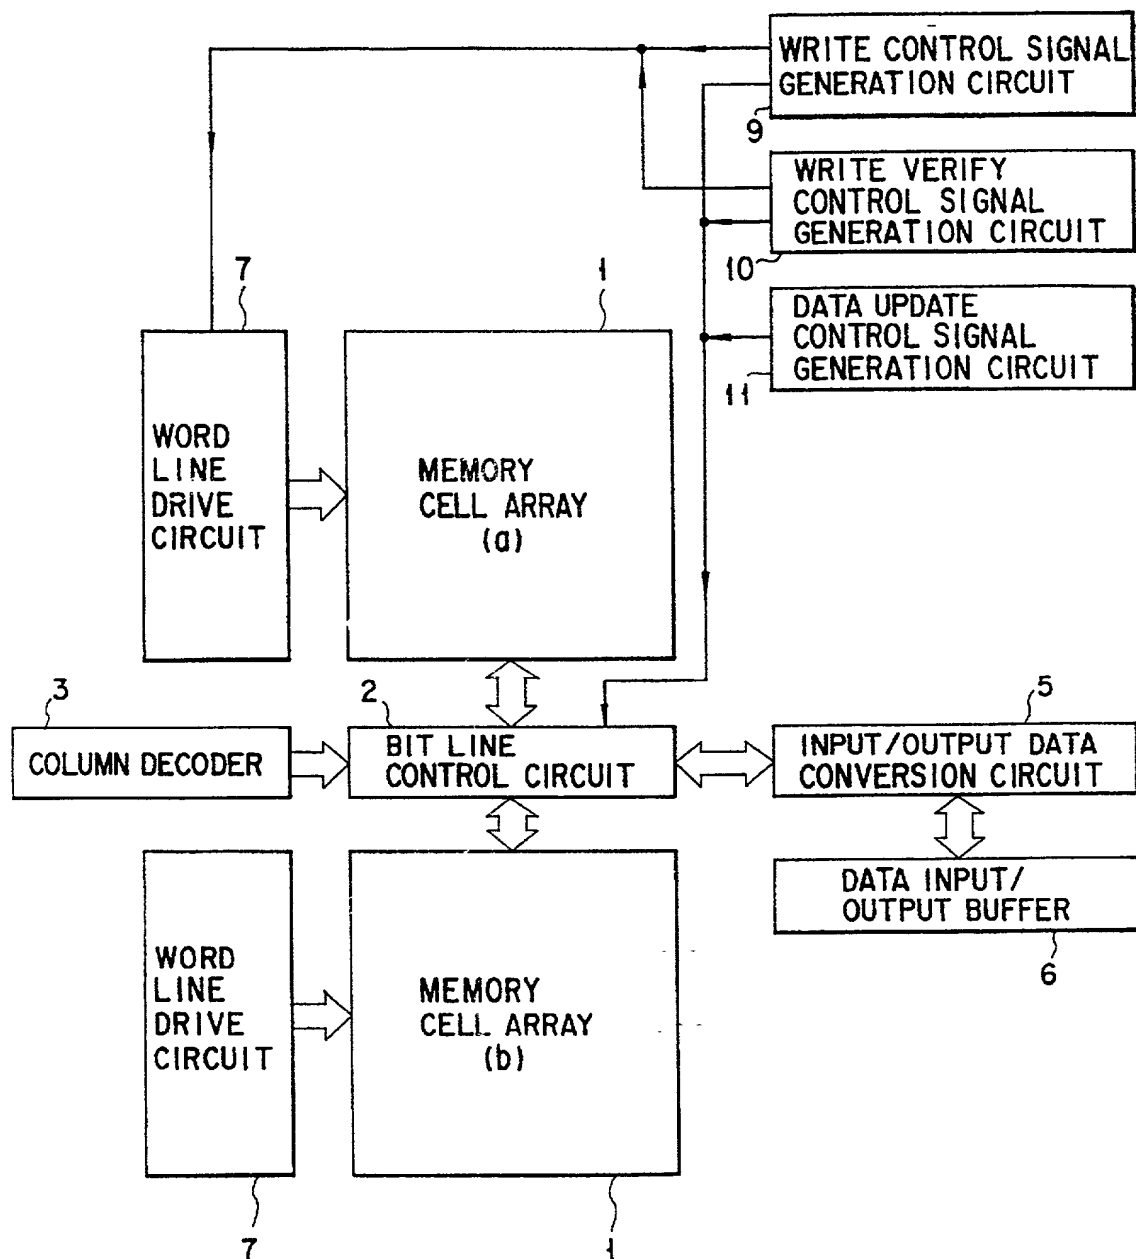 WRITE CONTROL SIGNAL
GENERATION CIRCUIT
9
WRITE VERIFY
CONTROL SIGNAL
GENERATION CIRCUIT
10
7
1
DATA UPDATE
CONTROL SIGNAL
GENERATION CIRCUIT
11
WORD
LINE
DRIVE
CIRCUIT
MEMORY
CELL ARRAY
(a)
3
2
5
COLUMN DECODER
BIT LINE
CONTROL CIRCUIT
INPUT/OUTPUT DATA
CONVERSION CIRCUIT
DATA INPUT/
OUTPUT BUFFER
6
WORD
LINE
DRIVE
CIRCUIT
MEMORY
CELL ARRAY
(b)
7
1